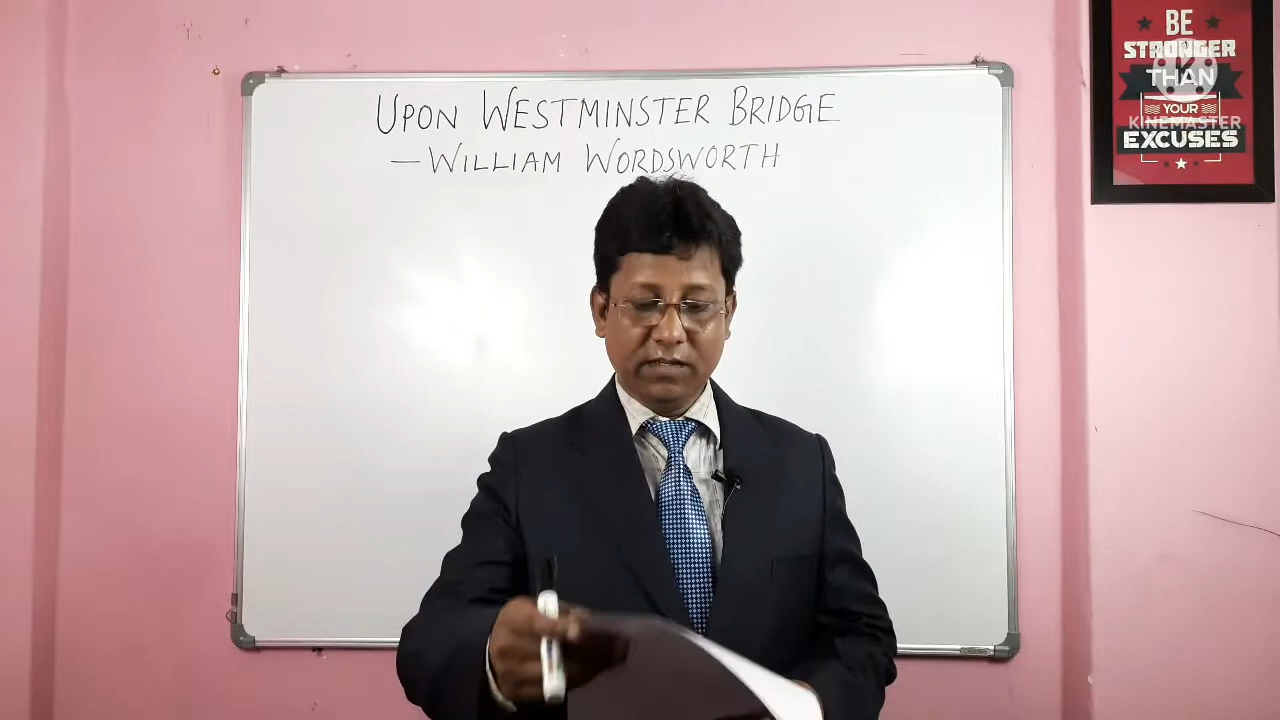 UPON WESTMINSTER BRIDGE
– WILLIAM WORDSWORTH
BE
STRONGER
THAN
YOUR
KINEMASTER
EXCUSES